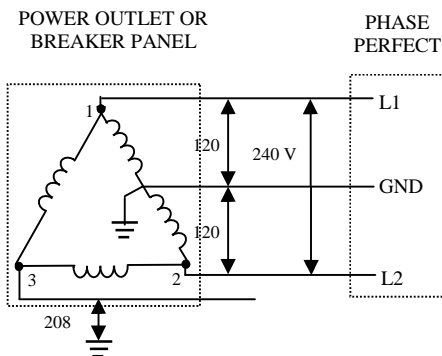 POWER OUTLET OR
BREAKER PANEL
PHASE
PERFECT
1
L1
120
240 V
GND
120
3
2
L2
208